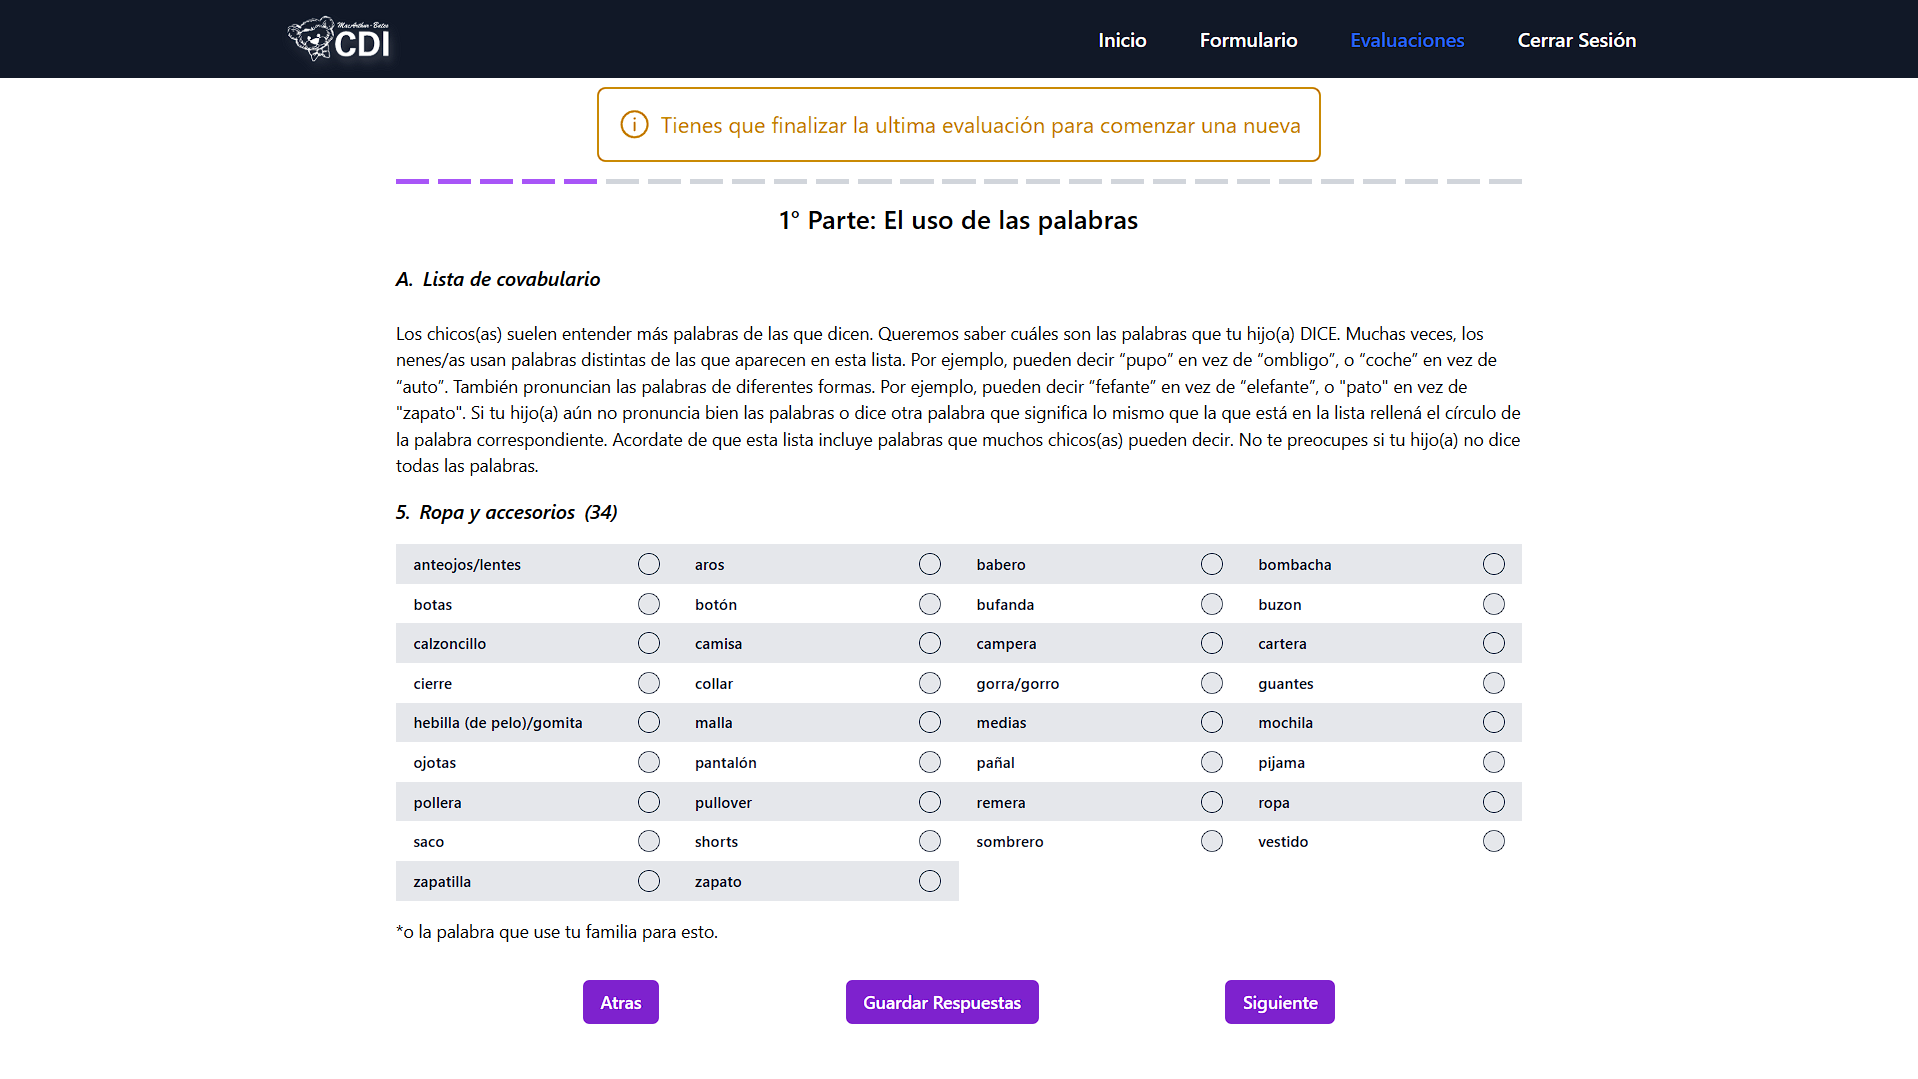 MacArthur-Bates
CDI
Inicio
Formulario
Evaluaciones
Cerrar Sesión
Tienes que finalizar la ultima evaluación para comenzar una nueva
1° Parte: El uso de las palabras
A. Lista de covabulario
Los chicos(as) suelen entender más palabras de las que dicen. Queremos saber cuáles son las palabras que tu hijo(a) DICE. Muchas veces, los
nenes/as usan palabras distintas de las que aparecen en esta lista. Por ejemplo, pueden decir “pupo” en vez de “ombligo”, o “coche” en vez de
“auto”. También pronuncian las palabras de diferentes formas. Por ejemplo, pueden decir “fefante” en vez de “elefante”, o "pato" en vez de
"zapato". Si tu hijo(a) aún no pronuncia bien las palabras o dice otra palabra que significa lo mismo que la que está en la lista rellená el círculo de
la palabra correspondiente. Acordate de que esta lista incluye palabras que muchos chicos(as) pueden decir. No te preocupes si tu hijo(a) no dice
todas las palabras.
5. Ropa y accesorios (34)
anteojos/lentes aros babero bombacha
botas botón bufanda buzon
calzoncillo camisa campera cartera
cierre collar gorra/gorro guantes
hebilla (de pelo)/gomita malla medias mochila
ojotas pantalón pañal pijama
pollera pullover remera ropa
saco shorts sombrero vestido
zapatilla zapato
*o la palabra que use tu familia para esto.
Atras
Guardar Respuestas
Siguiente